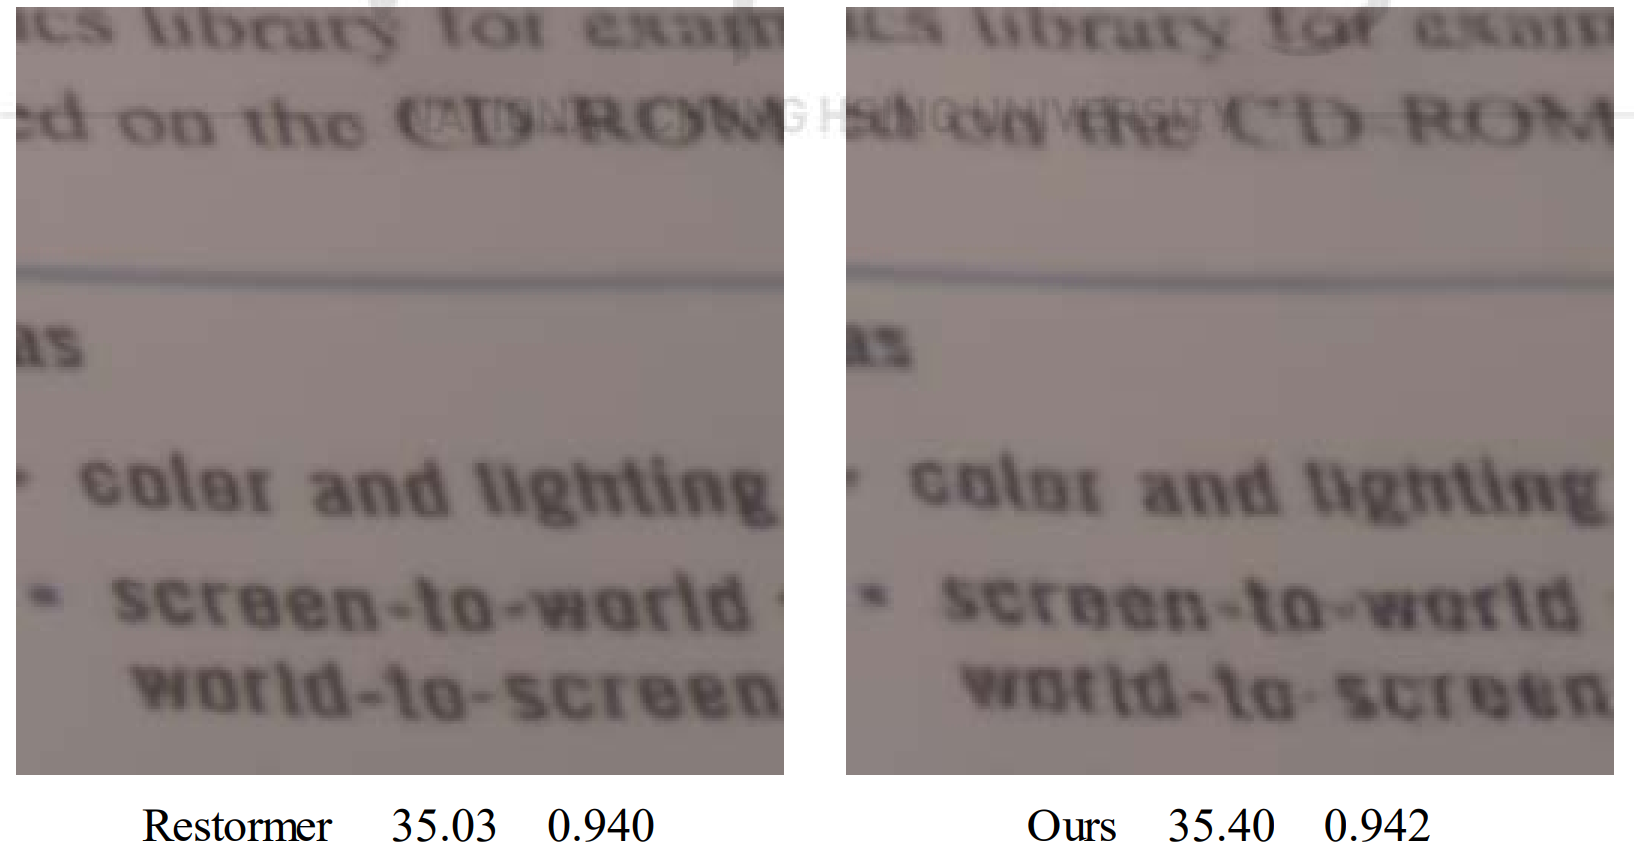 ics library for exam
ed on the CD-ROM
as
color and lighting
screen-to-world
world-to-screen
Restormer 35.03 0.940
ics library for exam
ed on the CD-ROM
UNIVERSITY
as
color and lighting
screen-to-world
world-to-screen
Ours 35.40 0.942